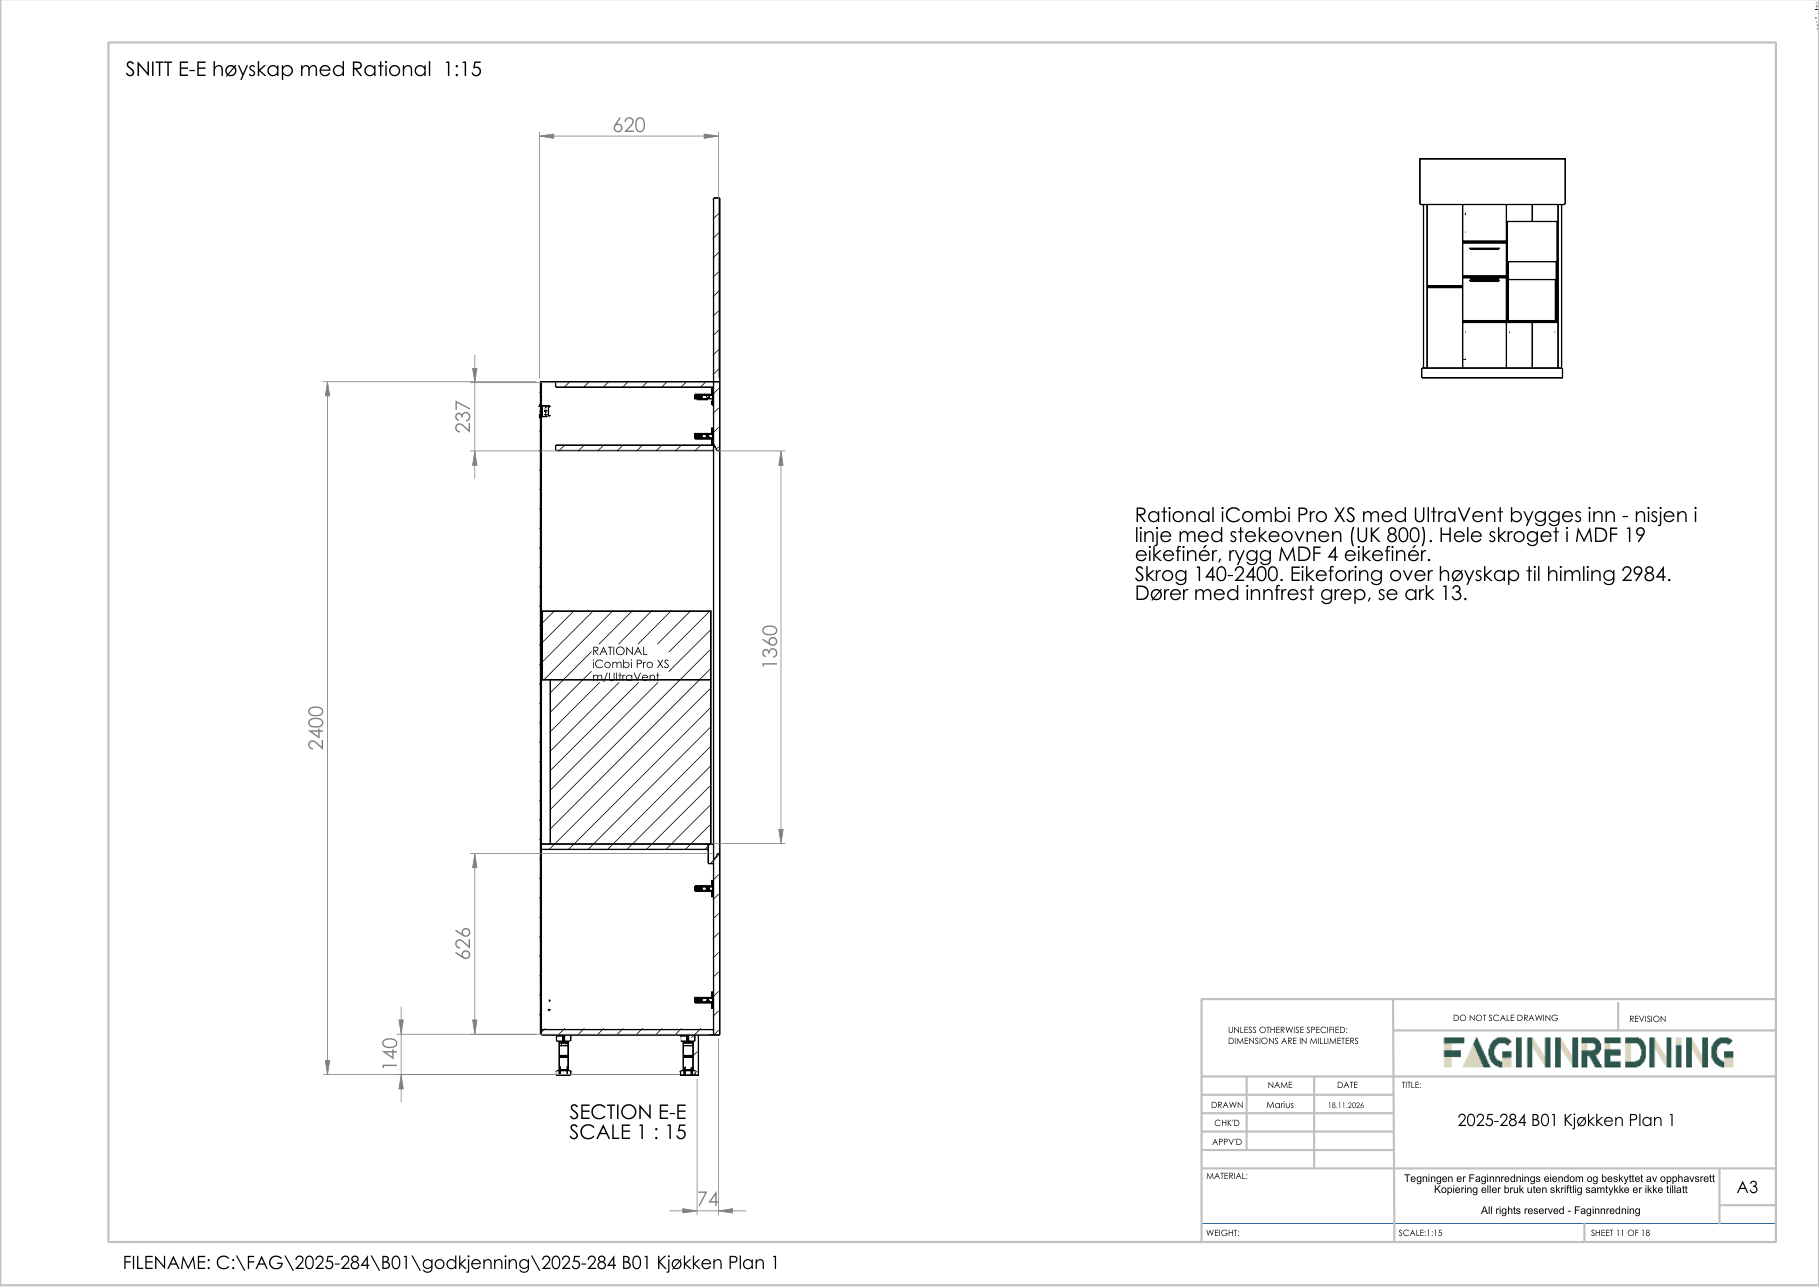 SNITT E-E høyskap med Rational 1:15
620
237
2400
1360
626
140
74
RATIONAL
iCombi Pro XS
m/UltraVent
SECTION E-E
SCALE 1 : 15
Rational iCombi Pro XS med UltraVent bygges inn - nisjen i
linje med stekeovnen (UK 800). Hele skroget i MDF 19
eikefinér, rygg MDF 4 eikefinér.
Skrog 140-2400. Eikeforing over høyskap til himling 2984.
Dører med innfrest grep, se ark 13.
UNLESS OTHERWISE SPECIFIED:
DIMENSIONS ARE IN MILLIMETERS
DO NOT SCALE DRAWING
REVISION
FAGINNREDNING
NAME
DATE
TITLE:
DRAWN
Marius
18.11.2026
CHK'D
APPV'D
2025-284 B01 Kjøkken Plan 1
MATERIAL:
Tegningen er Faginnrednings eiendom og beskyttet av opphavsrett
Kopiering eller bruk uten skriftlig samtykke er ikke tillatt
All rights reserved - Faginnredning
A3
WEIGHT:
SCALE:1:15
SHEET 11 OF 18
FILENAME: C:\FAG\2025-284\B01\godkjenning\2025-284 B01 Kjøkken Plan 1